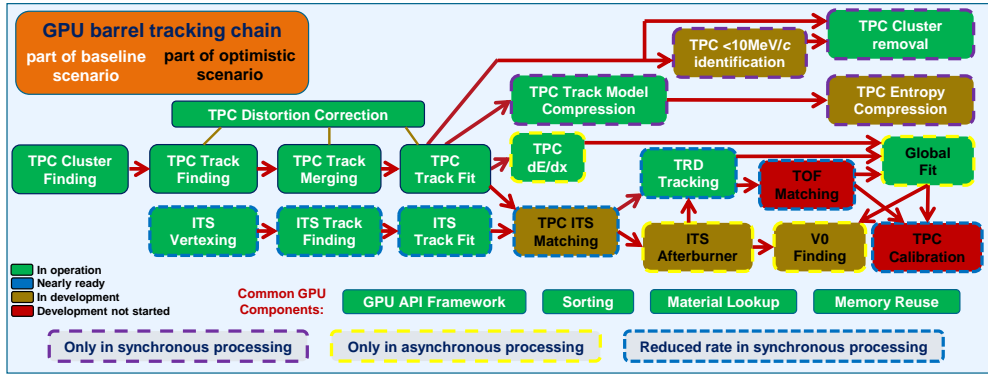 GPU barrel tracking chain
part of baseline
scenario
part of optimistic
scenario
TPC Cluster
removal
TPC <10MeV/c
identification
TPC Track Model
Compression
TPC Entropy
Compression
TPC Distortion Correction
TPC Cluster
Finding
TPC Track
Finding
TPC Track
Merging
TPC
Track Fit
TPC
dE/dx
Global
Fit
TRD
Tracking
TOF
Matching
ITS
Vertexing
ITS Track
Finding
ITS
Track Fit
TPC ITS
Matching
ITS
Afterburner
V0
Finding
TPC
Calibration
In operation
Nearly ready
In development
Development not started
Common GPU
Components:
GPU API Framework
Sorting
Material Lookup
Memory Reuse
Only in synchronous processing
Only in asynchronous processing
Reduced rate in synchronous processing